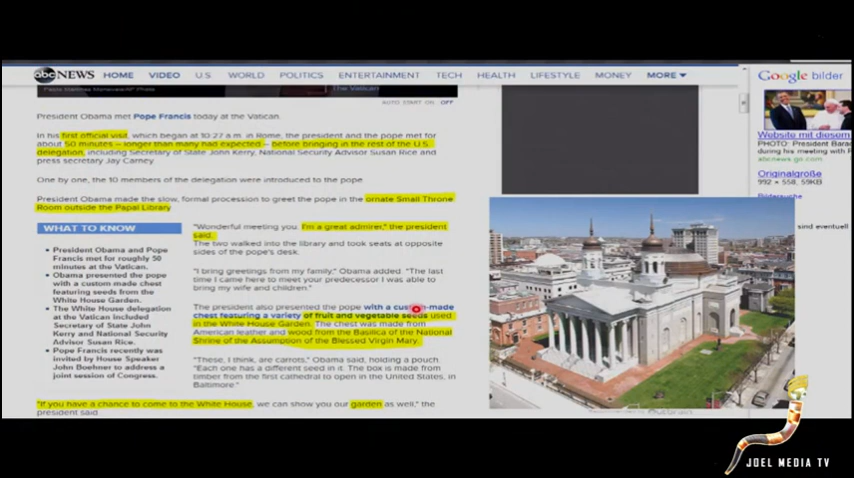 abc NEWS HOME VIDEO U.S. WORLD POLITICS ENTERTAINMENT TECH HEALTH LIFESTYLE MONEY MORE
The Vatican
AUTO START ON OFF
President Obama met Pope Francis today at the Vatican.
In his first official visit, which began at 10:27 a.m. in Rome, the president and the pope met for
about 50 minutes -- longer than many had expected -- before bringing in the rest of the U.S.
delegation, including Secretary of State John Kerry, National Security Advisor Susan Rice and
press secretary Jay Carney.
One by one, the 10 members of the delegation were introduced to the pope.
President Obama made the slow, formal procession to greet the pope in the ornate Small Throne
Room outside the Papal Library
WHAT TO KNOW
President Obama and Pope
Francis met for roughly 50
minutes at the Vatican.
Obama presented the pope
with a custom made chest
featuring seeds from the
White House Garden.
The White House delegation
at the Vatican included
Secretary of State John
Kerry and National Security
Advisor Susan Rice.
Pope Francis recently was
invited by House Speaker
John Boehner to address a
joint session of Congress.
"Wonderful meeting you. I'm a great admirer," the president
said.
The two walked into the library and took seats at opposite
sides of the pope's desk.
"I bring greetings from my family," Obama added. "The last
time I came here to meet your predecessor I was able to
bring my wife and children."
The president also presented the pope with a custom-made
chest featuring a variety of fruit and vegetable seeds used
in the White House Garden. The chest was made from
American leather and wood from the Basilica of the National
Shrine of the Assumption of the Blessed Virgin Mary.
"These, I think, are carrots," Obama said, holding a pouch.
"Each one has a different seed in it. The box is made from
timber from the first cathedral to open in the United States, in
Baltimore."
"If you have a chance to come to the White House, we can show you our garden as well," the
president said.
Google bilder
Website mit diesem
PHOTO: President Barac
during his meeting with F
abcnews.go.com
Originalgröße
992 × 558, 59KB
Bildersuche
sind eventuell
JOEL MEDIA TV